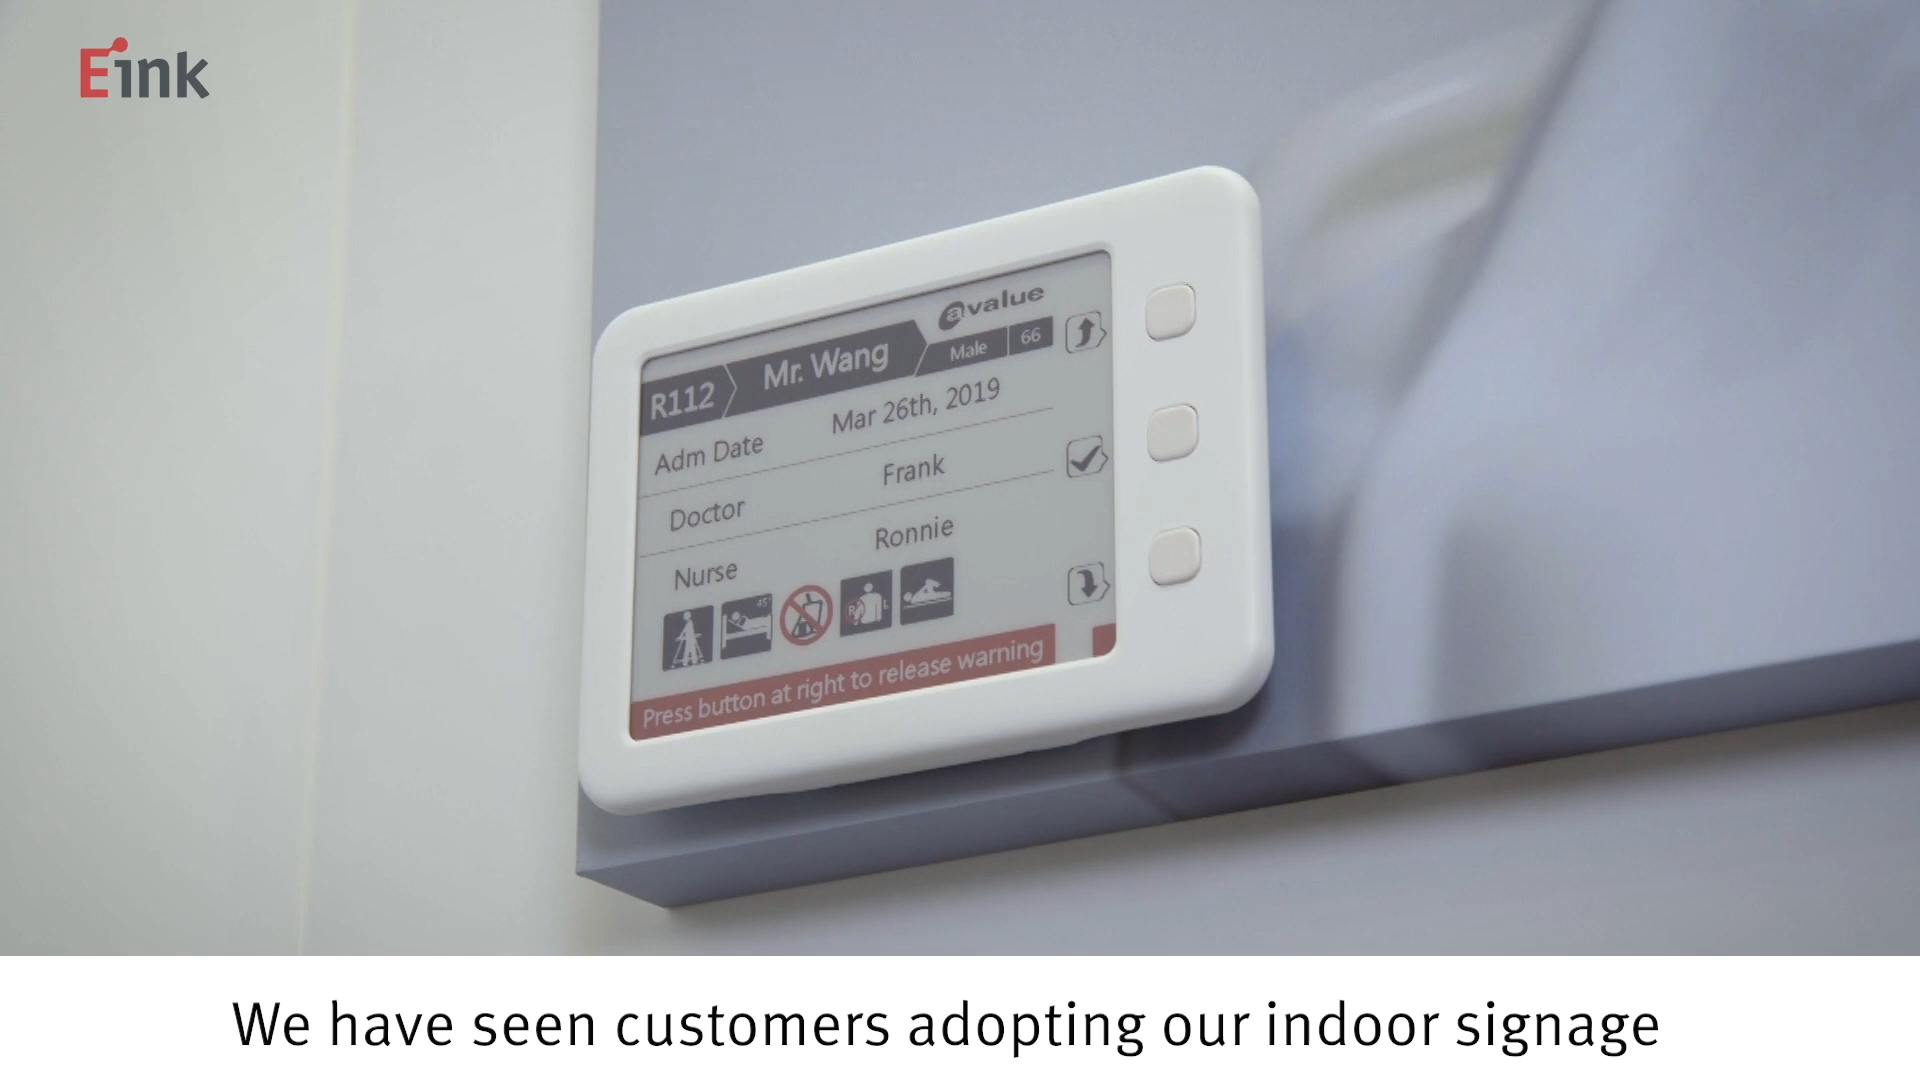 Eink
avalue
R112 Mr. Wang Male 66
Adm Date Mar 26th, 2019
Doctor Frank
Nurse Ronnie
45°
R L
Press button at right to release warning
We have seen customers adopting our indoor signage